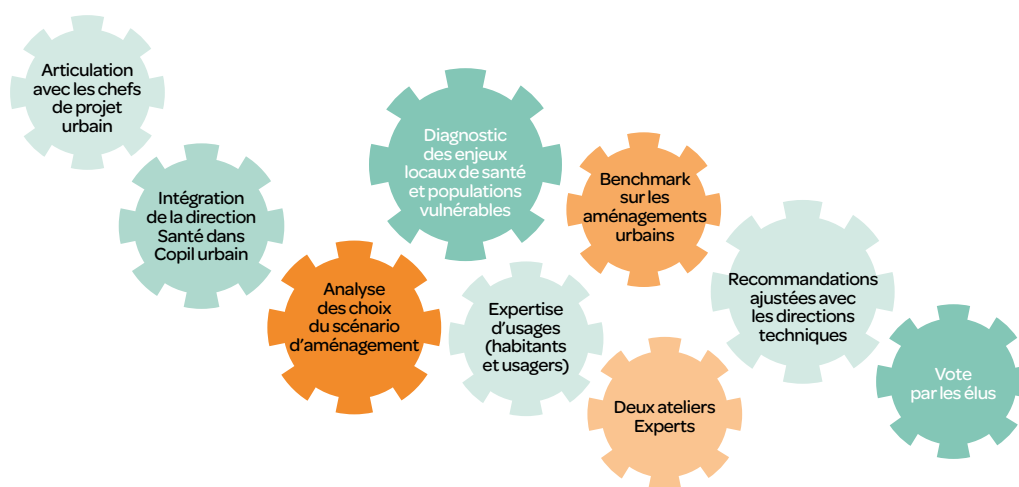 Articulation
avec les chefs
de projet
urbain
Intégration
de la direction
Santé dans
Copil urbain
Analyse
des choix
du scénario
d'aménagement
Diagnostic
des enjeux
locaux de santé
et populations
vulnérables
Expertise
d'usages
(habitants
et usagers)
Benchmark
sur les
aménagements
urbains
Deux ateliers
Experts
Recommandations
ajustées avec
les directions
techniques
Vote
par les élus